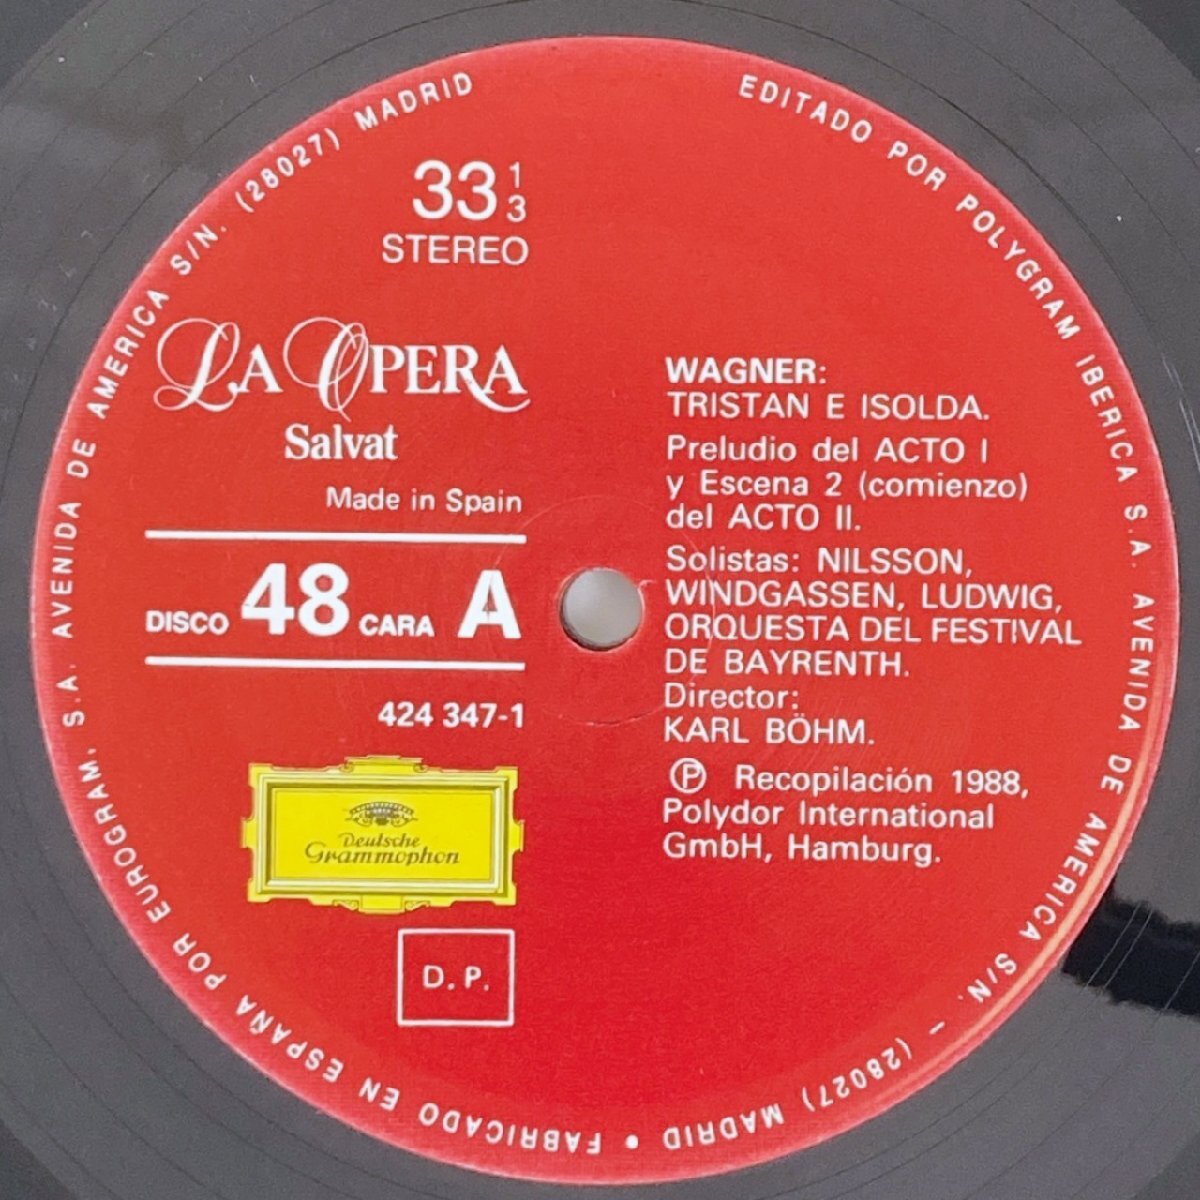 EDITADO POR POLYGRAM IBERICA S.A. AVENIDA DE AMERICA S/N. - (28027) MADRID • FABRICADO EN ESPAÑA POR EUROGRAM, S.A. AVENIDA DE AMERICA S/N. (28027) MADRID
33 1/3
STEREO
LA OPERA
Salvat
Made in Spain
DISCO 48 CARA A
424 347-1
Deutsche
Grammophon
D.P.
WAGNER:
TRISTAN E ISOLDA.
Preludio del ACTO I
y Escena 2 (comienzo)
del ACTO II.
Solistas: NILSSON,
WINDGASSEN, LUDWIG,
ORQUESTA DEL FESTIVAL
DE BAYRENTH.
Director:
KARL BÖHM.
℗ Recopilación 1988,
Polydor International
GmbH, Hamburg.